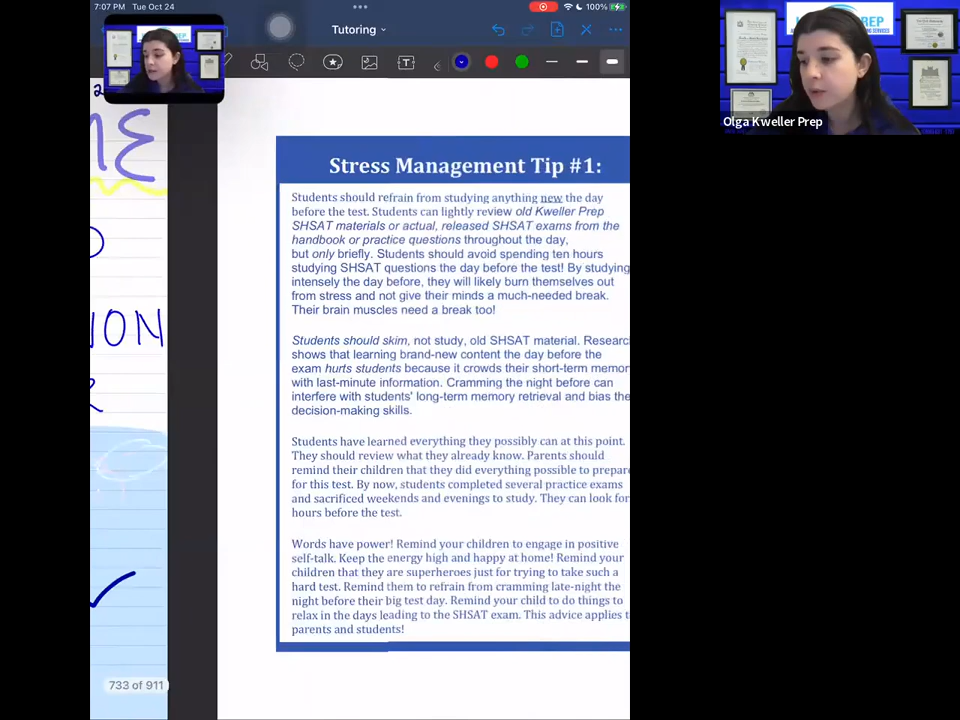 7:07 PM Tue Oct 24
100%
Tutoring
T
Olga Kweller Prep
PREP
Stress Management Tip #1:
Students should refrain from studying anything new the day
before the test. Students can lightly review old Kweller Prep
SHSAT materials or actual, released SHSAT exams from the
handbook or practice questions throughout the day,
but only briefly. Students should avoid spending ten hours
studying SHSAT questions the day before the test! By studying
intensely the day before, they will likely burn themselves out
from stress and not give their minds a much-needed break.
Their brain muscles need a break too!
Students should skim, not study, old SHSAT material. Researc
shows that learning brand-new content the day before the
exam hurts students because it crowds their short-term memor
with last-minute information. Cramming the night before can
interfere with students' long-term memory retrieval and bias the
decision-making skills.
Students have learned everything they possibly can at this point.
They should review what they already know. Parents should
remind their children that they did everything possible to prepare
for this test. By now, students completed several practice exams
and sacrificed weekends and evenings to study. They can look for
hours before the test.
Words have power! Remind your children to engage in positive
self-talk. Keep the energy high and happy at home! Remind your
children that they are superheroes just for trying to take such a
hard test. Remind them to refrain from cramming late-night the
night before their big test day. Remind your child to do things to
relax in the days leading to the SHSAT exam. This advice applies t
parents and students!
ION
733 of 911